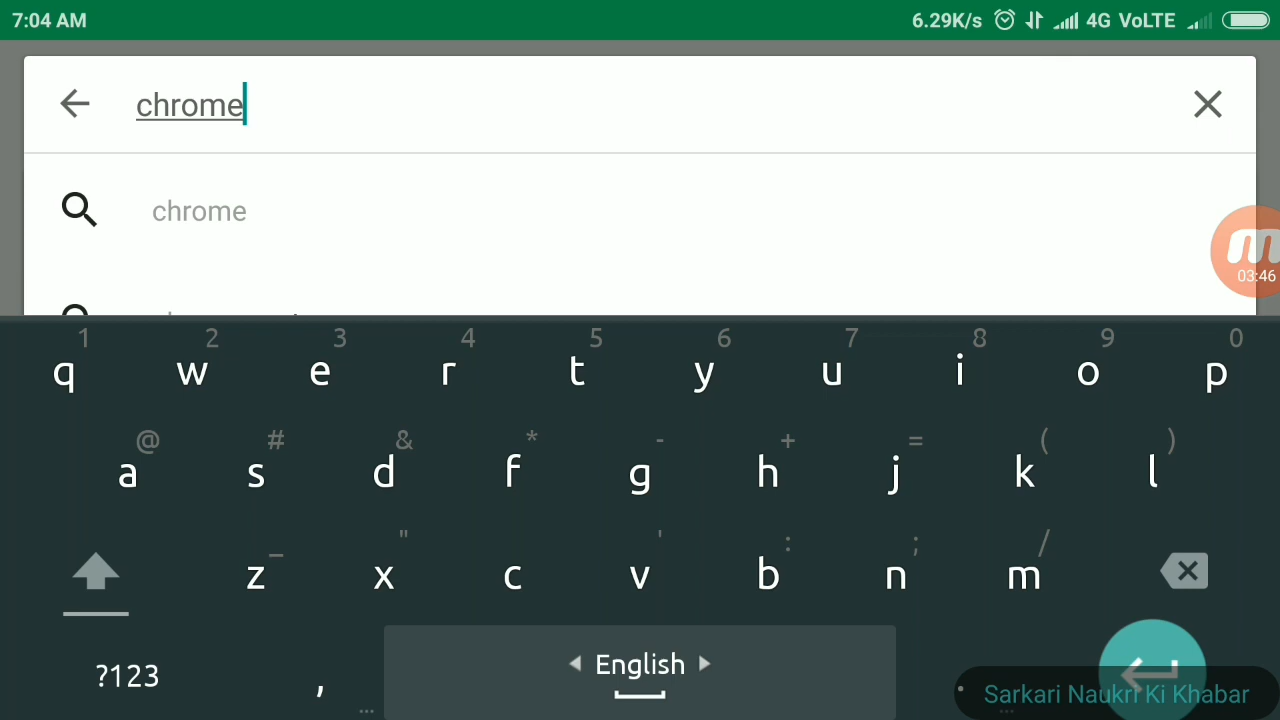 7:04 AM 6.29K/s 4G VoLTE
chrome
chrome
03:46
1 2 3 4 5 6 7 8 9 0
q w e r t y u i o p
@ # & * - + = ( )
a s d f g h j k l
_ " ' : ; /
z x c v b n m
?123 , English
Sarkari Naukri Ki Khabar